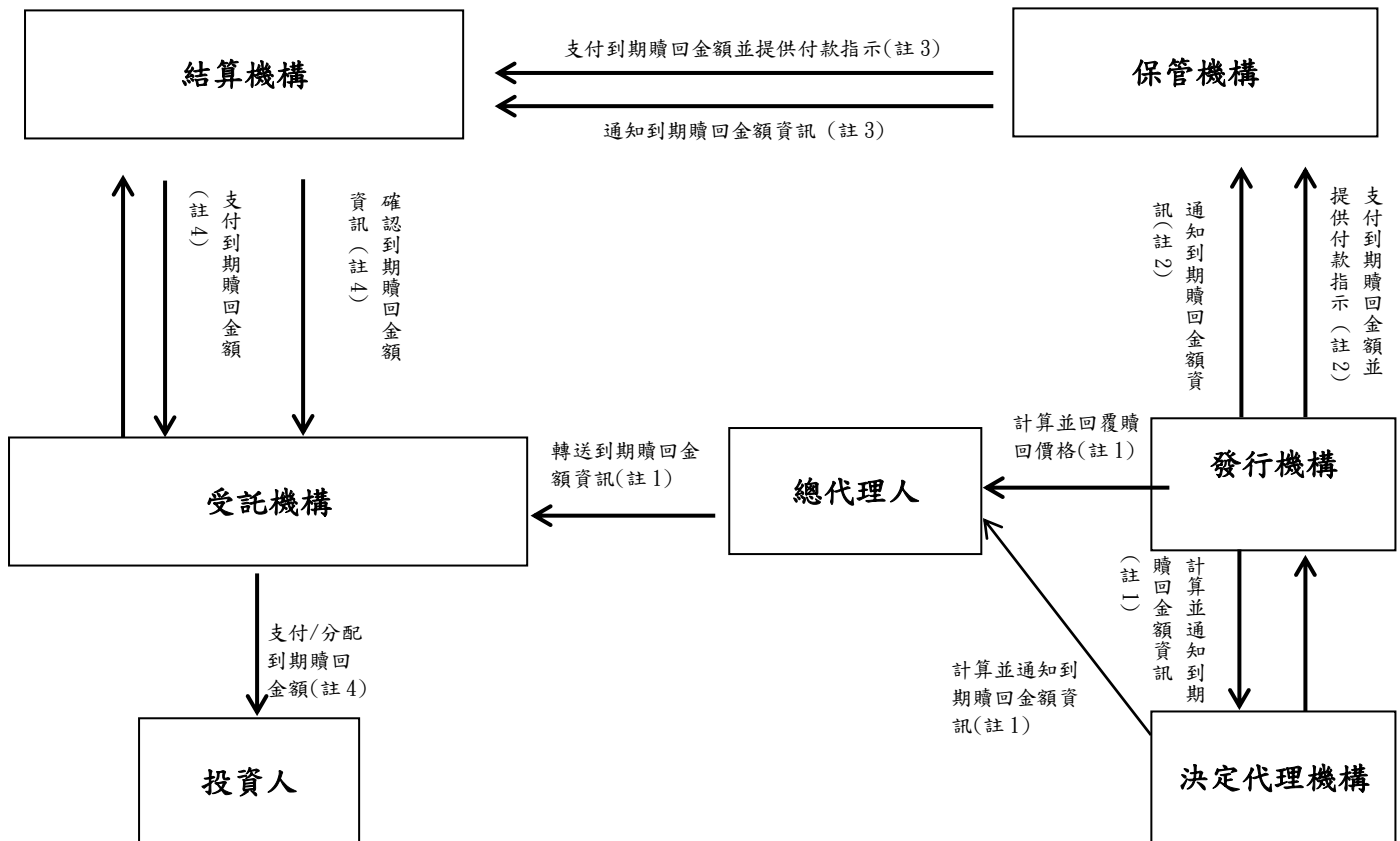 結算機構
支付到期贖回金額並提供付款指示(註 3)
通知到期贖回金額資訊 (註 3)
保管機構
支付到期贖回金額
(註 4)
確認到期贖回金額
資訊 (註 4)
通知到期贖回金額資
訊(註 2)
支付到期贖回金額並
提供付款指示 (註 2)
受託機構
轉送到期贖回金
額資訊(註 1)
總代理人
計算並回覆贖
回價格(註 1)
發行機構
計算並通知到期
贖回金額資訊
(註 1)
支付/分配
到期贖回
金額(註 4)
計算並通知到
期贖回金額資
訊(註 1)
投資人
決定代理機構